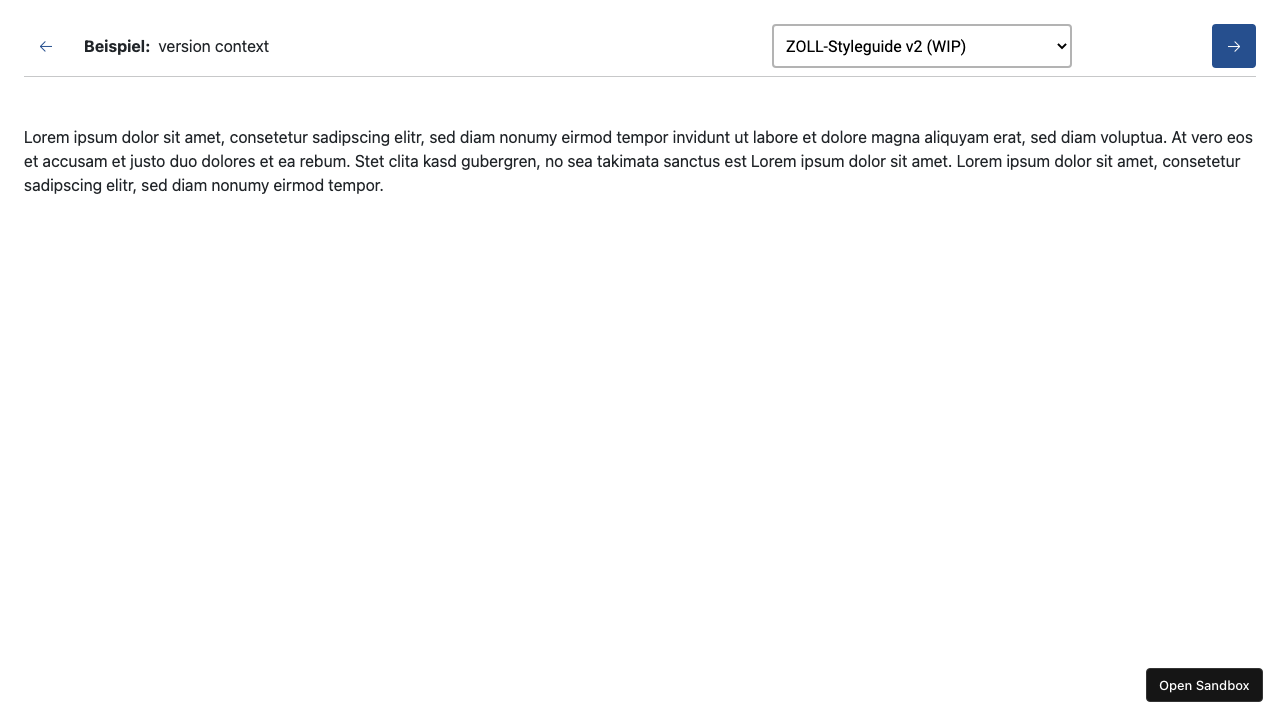 Beispiel: version context
ZOLL-Styleguide v2 (WIP)
Lorem ipsum dolor sit amet, consetetur sadipscing elitr, sed diam nonumy eirmod tempor invidunt ut labore et dolore magna aliquyam erat, sed diam voluptua. At vero eos
et accusam et justo duo dolores et ea rebum. Stet clita kasd gubergren, no sea takimata sanctus est Lorem ipsum dolor sit amet. Lorem ipsum dolor sit amet, consetetur
sadipscing elitr, sed diam nonumy eirmod tempor.
Open Sandbox